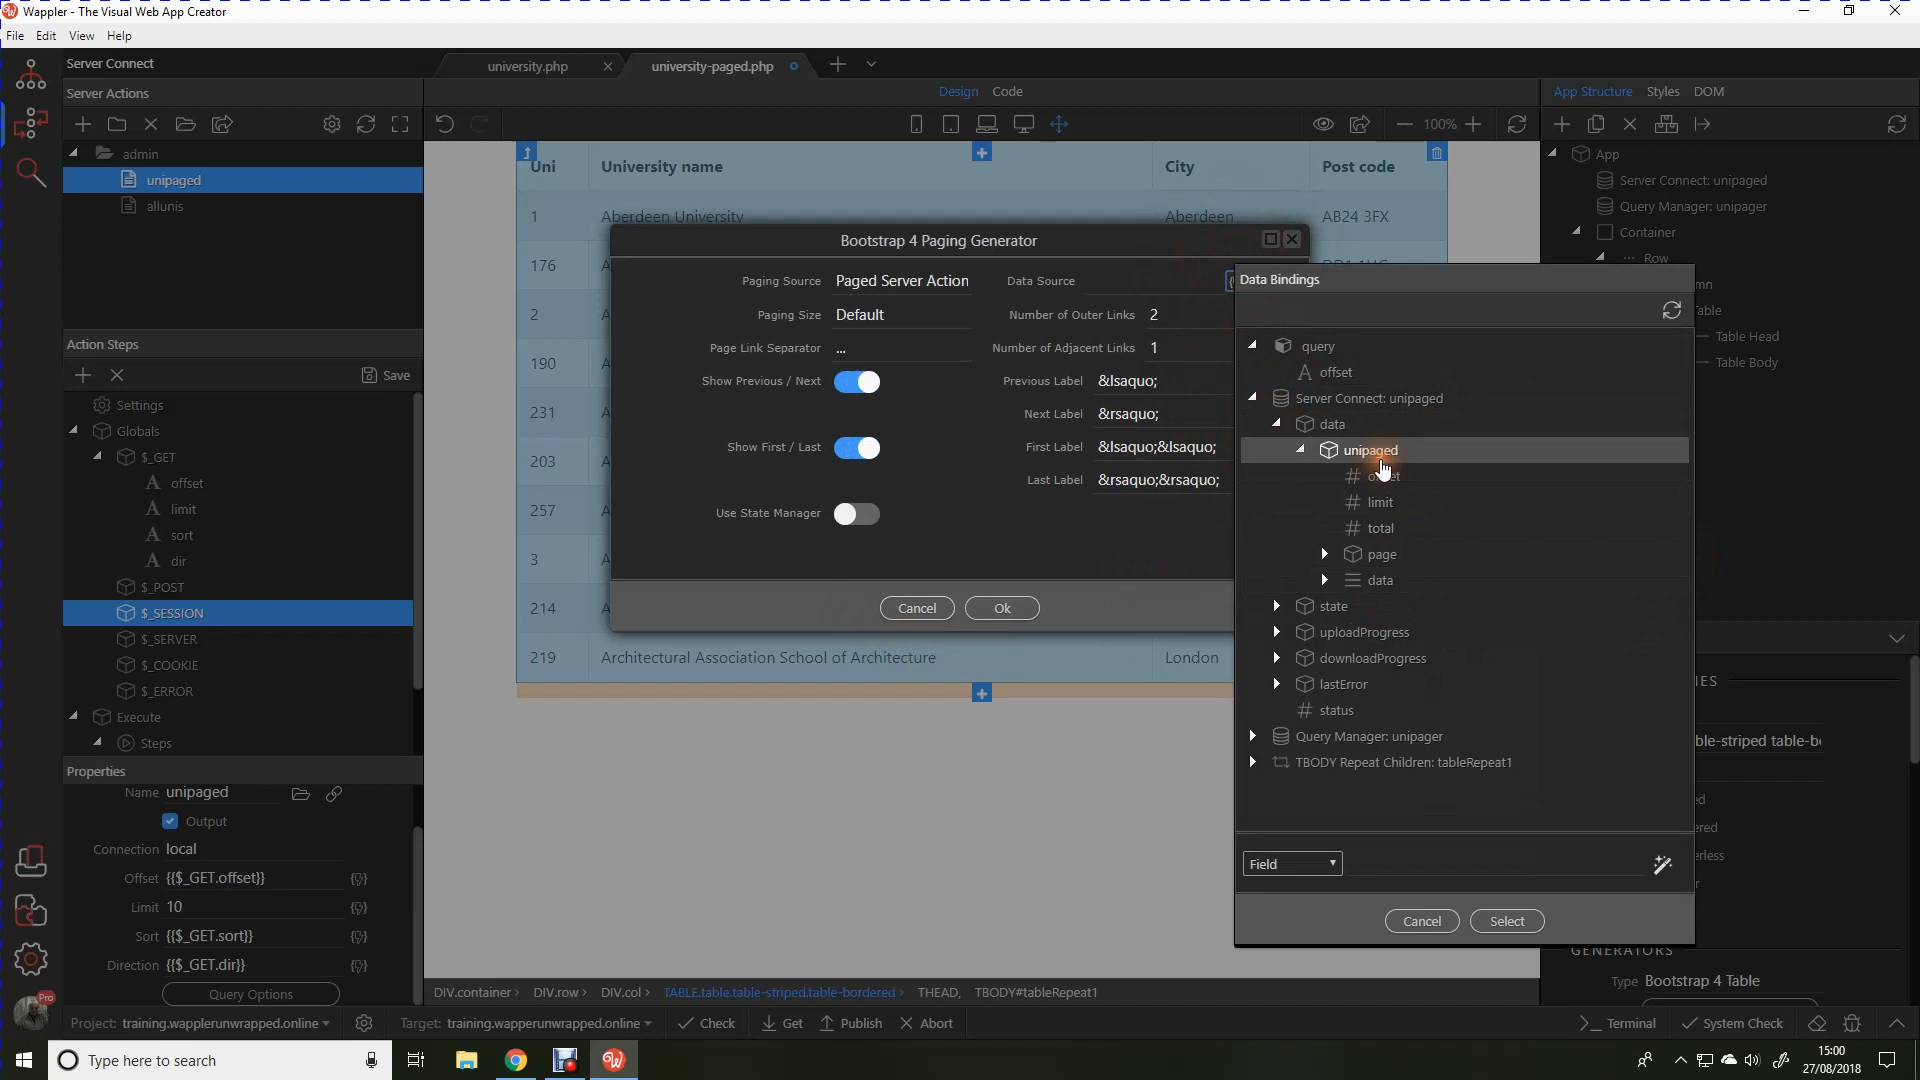 Wappler - The Visual Web App Creator
File Edit View Help
Server Connect
university.php
university-paged.php
Server Actions
Design Code
App Structure Styles DOM
100%
admin
unipaged
allunis
Uni University name City Post code
1 Aberdeen University Aberdeen AB24 3FX
176
2
190
231
203
257
3
214
219 Architectural Association School of Architecture London
App
Server Connect: unipaged
Query Manager: unipager
Container
Row
Table Head
Table Body
Bootstrap 4 Paging Generator
Paging Source Paged Server Action Data Source
Paging Size Default Number of Outer Links 2
Page Link Separator ... Number of Adjacent Links 1
Show Previous / Next Previous Label &lsaquo;
Next Label &rsaquo;
Show First / Last First Label &lsaquo;&lsaquo;
Last Label &rsaquo;&rsaquo;
Use State Manager
Cancel Ok
Data Bindings
query
offset
Server Connect: unipaged
data
unipaged
offset
limit
total
page
data
state
uploadProgress
downloadProgress
lastError
status
Query Manager: unipager
TBODY Repeat Children: tableRepeat1
Field
Cancel Select
Action Steps
Save
Settings
Globals
$_GET
offset
limit
sort
dir
$_POST
$_SESSION
$_SERVER
$_COOKIE
$_ERROR
Execute
Steps
Properties
Name unipaged
Output
Connection local
Offset {{$_GET.offset}}
Limit 10
Sort {{$_GET.sort}}
Direction {{$_GET.dir}}
Query Options
GENERATORS
Type Bootstrap 4 Table
DIV.container DIV.row DIV.col TABLE.table.table-striped.table-bordered THEAD, TBODY#tableRepeat1
Pro
Project: training.wapplerunwrapped.online Target: training.wapperunwrapped.online Check Get Publish Abort Terminal System Check
Type here to search
15:00
27/08/2018